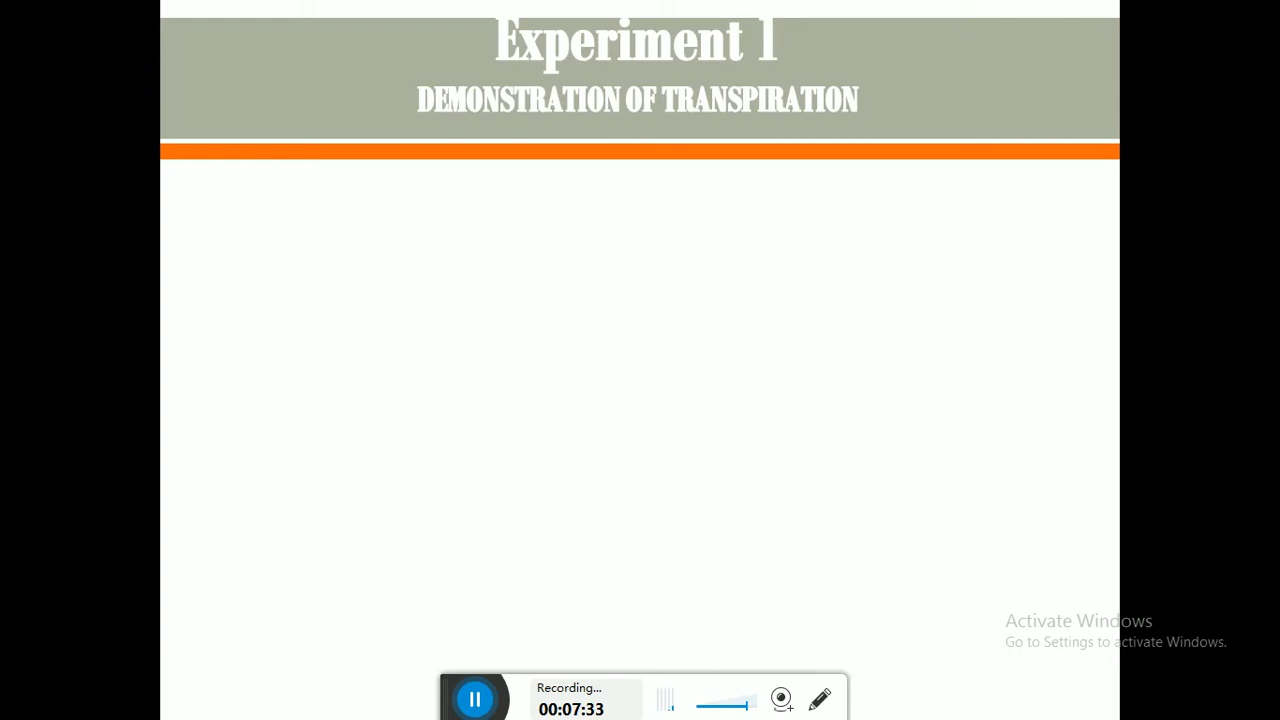 Experiment 1
DEMONSTRATION OF TRANSPIRATION
Activate Windows
Go to Settings to activate Windows.
Recording...
00:07:33